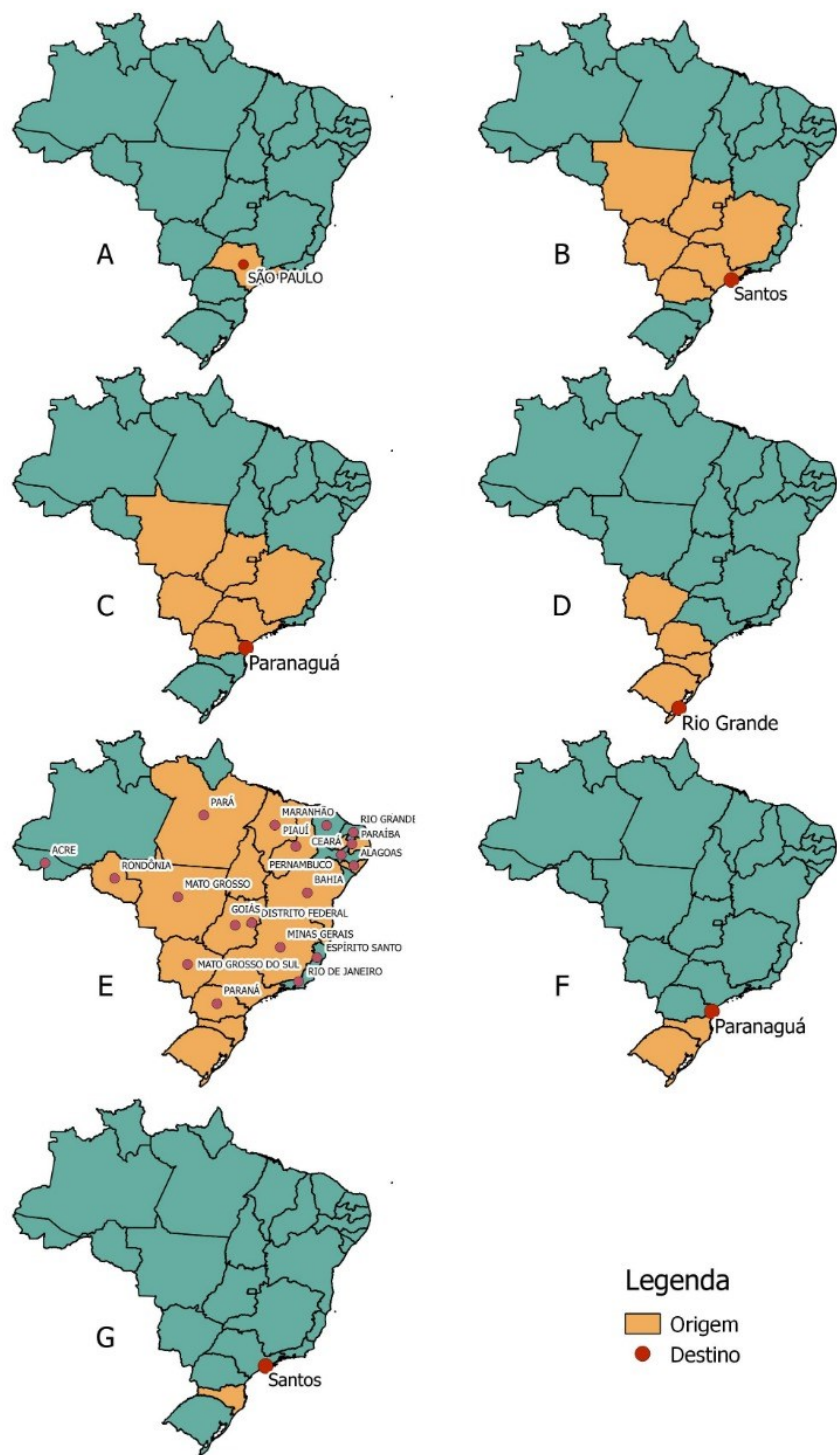 A
SÃO PAULO
B
Santos
C
Paranaguá
D
Rio Grande
E
PARÁ
MARANHÃO
RIO GRANDE
PIAUÍ
CEARÁ
PARAÍBA
ALAGOAS
ACRE
RONDÔNIA
PERNAMBUCO
MATO GROSSO
BAHIA
GOIÁS
DISTRITO FEDERAL
MINAS GERAIS
ESPÍRITO SANTO
MATO GROSSO DO SUL
RIO DE JANEIRO
PARANÁ
F
Paranaguá
G
Santos
Legenda
Origem
Destino